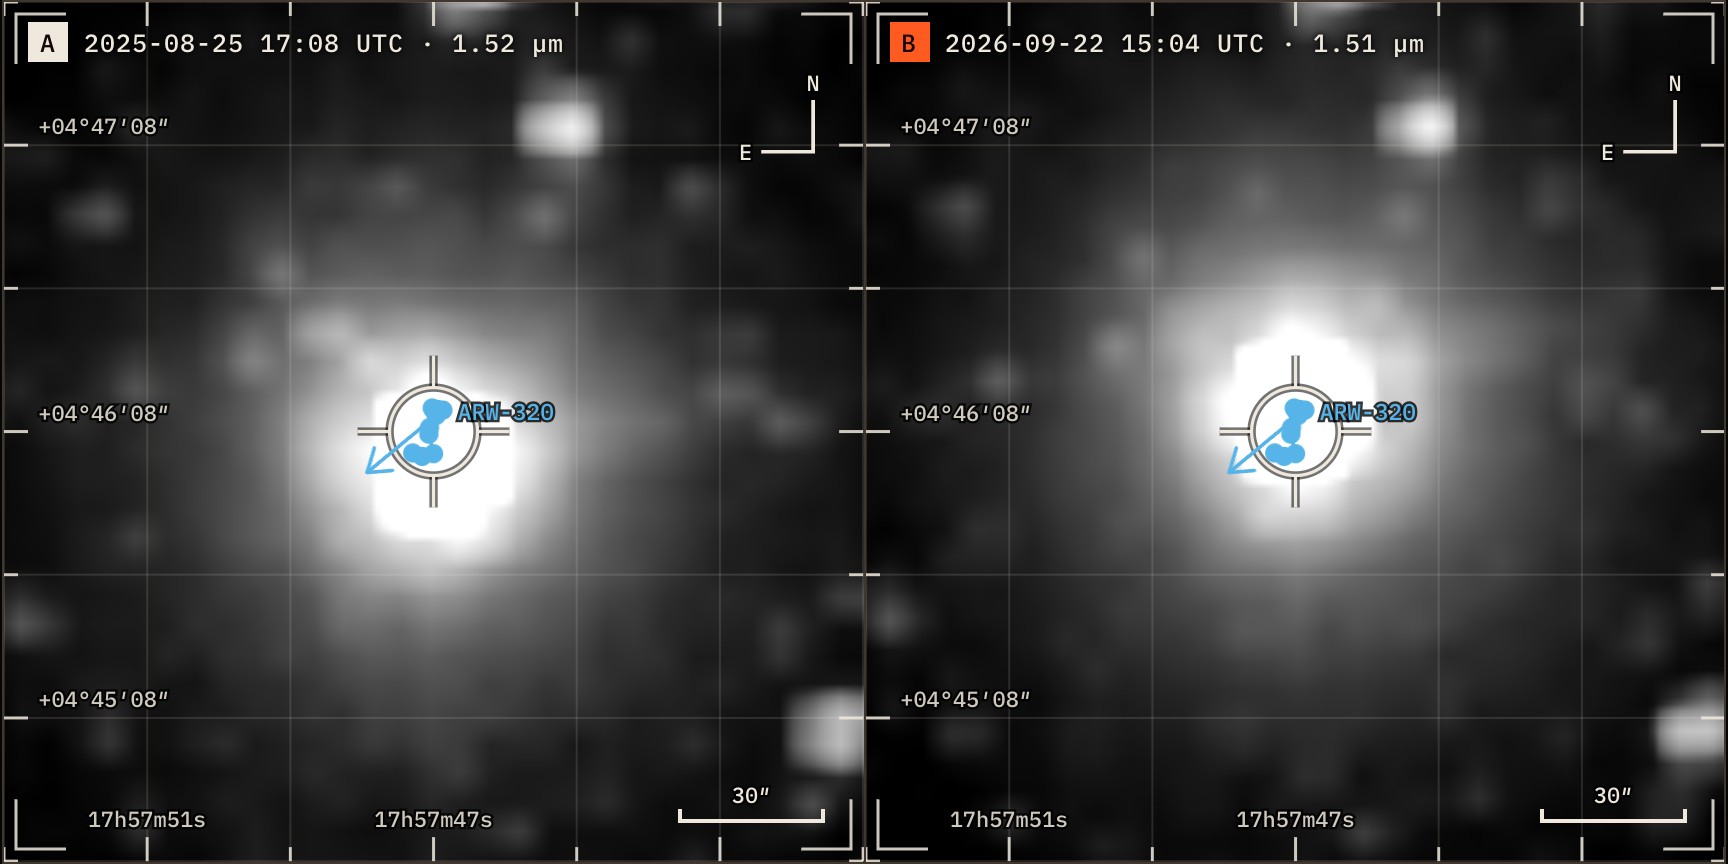 A 2025-08-25 17:08 UTC · 1.52 µm
N
E
+04°47′08″
+04°46′08″
ARW-320
+04°45′08″
30″
17h57m51s
17h57m47s
B 2026-09-22 15:04 UTC · 1.51 µm
N
E
+04°47′08″
+04°46′08″
ARW-320
+04°45′08″
30″
17h57m51s
17h57m47s